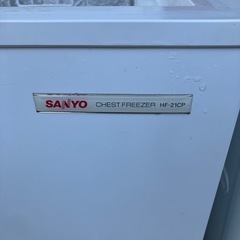 SANYO CHEST FREEZER HF-21CP